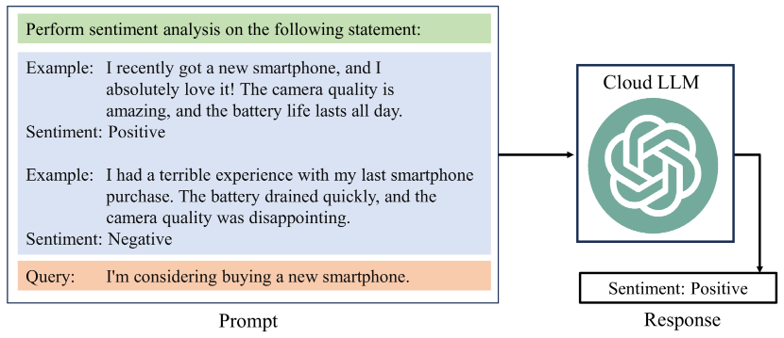 Perform sentiment analysis on the following statement:
Example: I recently got a new smartphone, and I
absolutely love it! The camera quality is
amazing, and the battery life lasts all day.
Sentiment: Positive
Example: I had a terrible experience with my last smartphone
purchase. The battery drained quickly, and the
camera quality was disappointing.
Sentiment: Negative
Query: I'm considering buying a new smartphone.
Prompt
Cloud LLM
Sentiment: Positive
Response